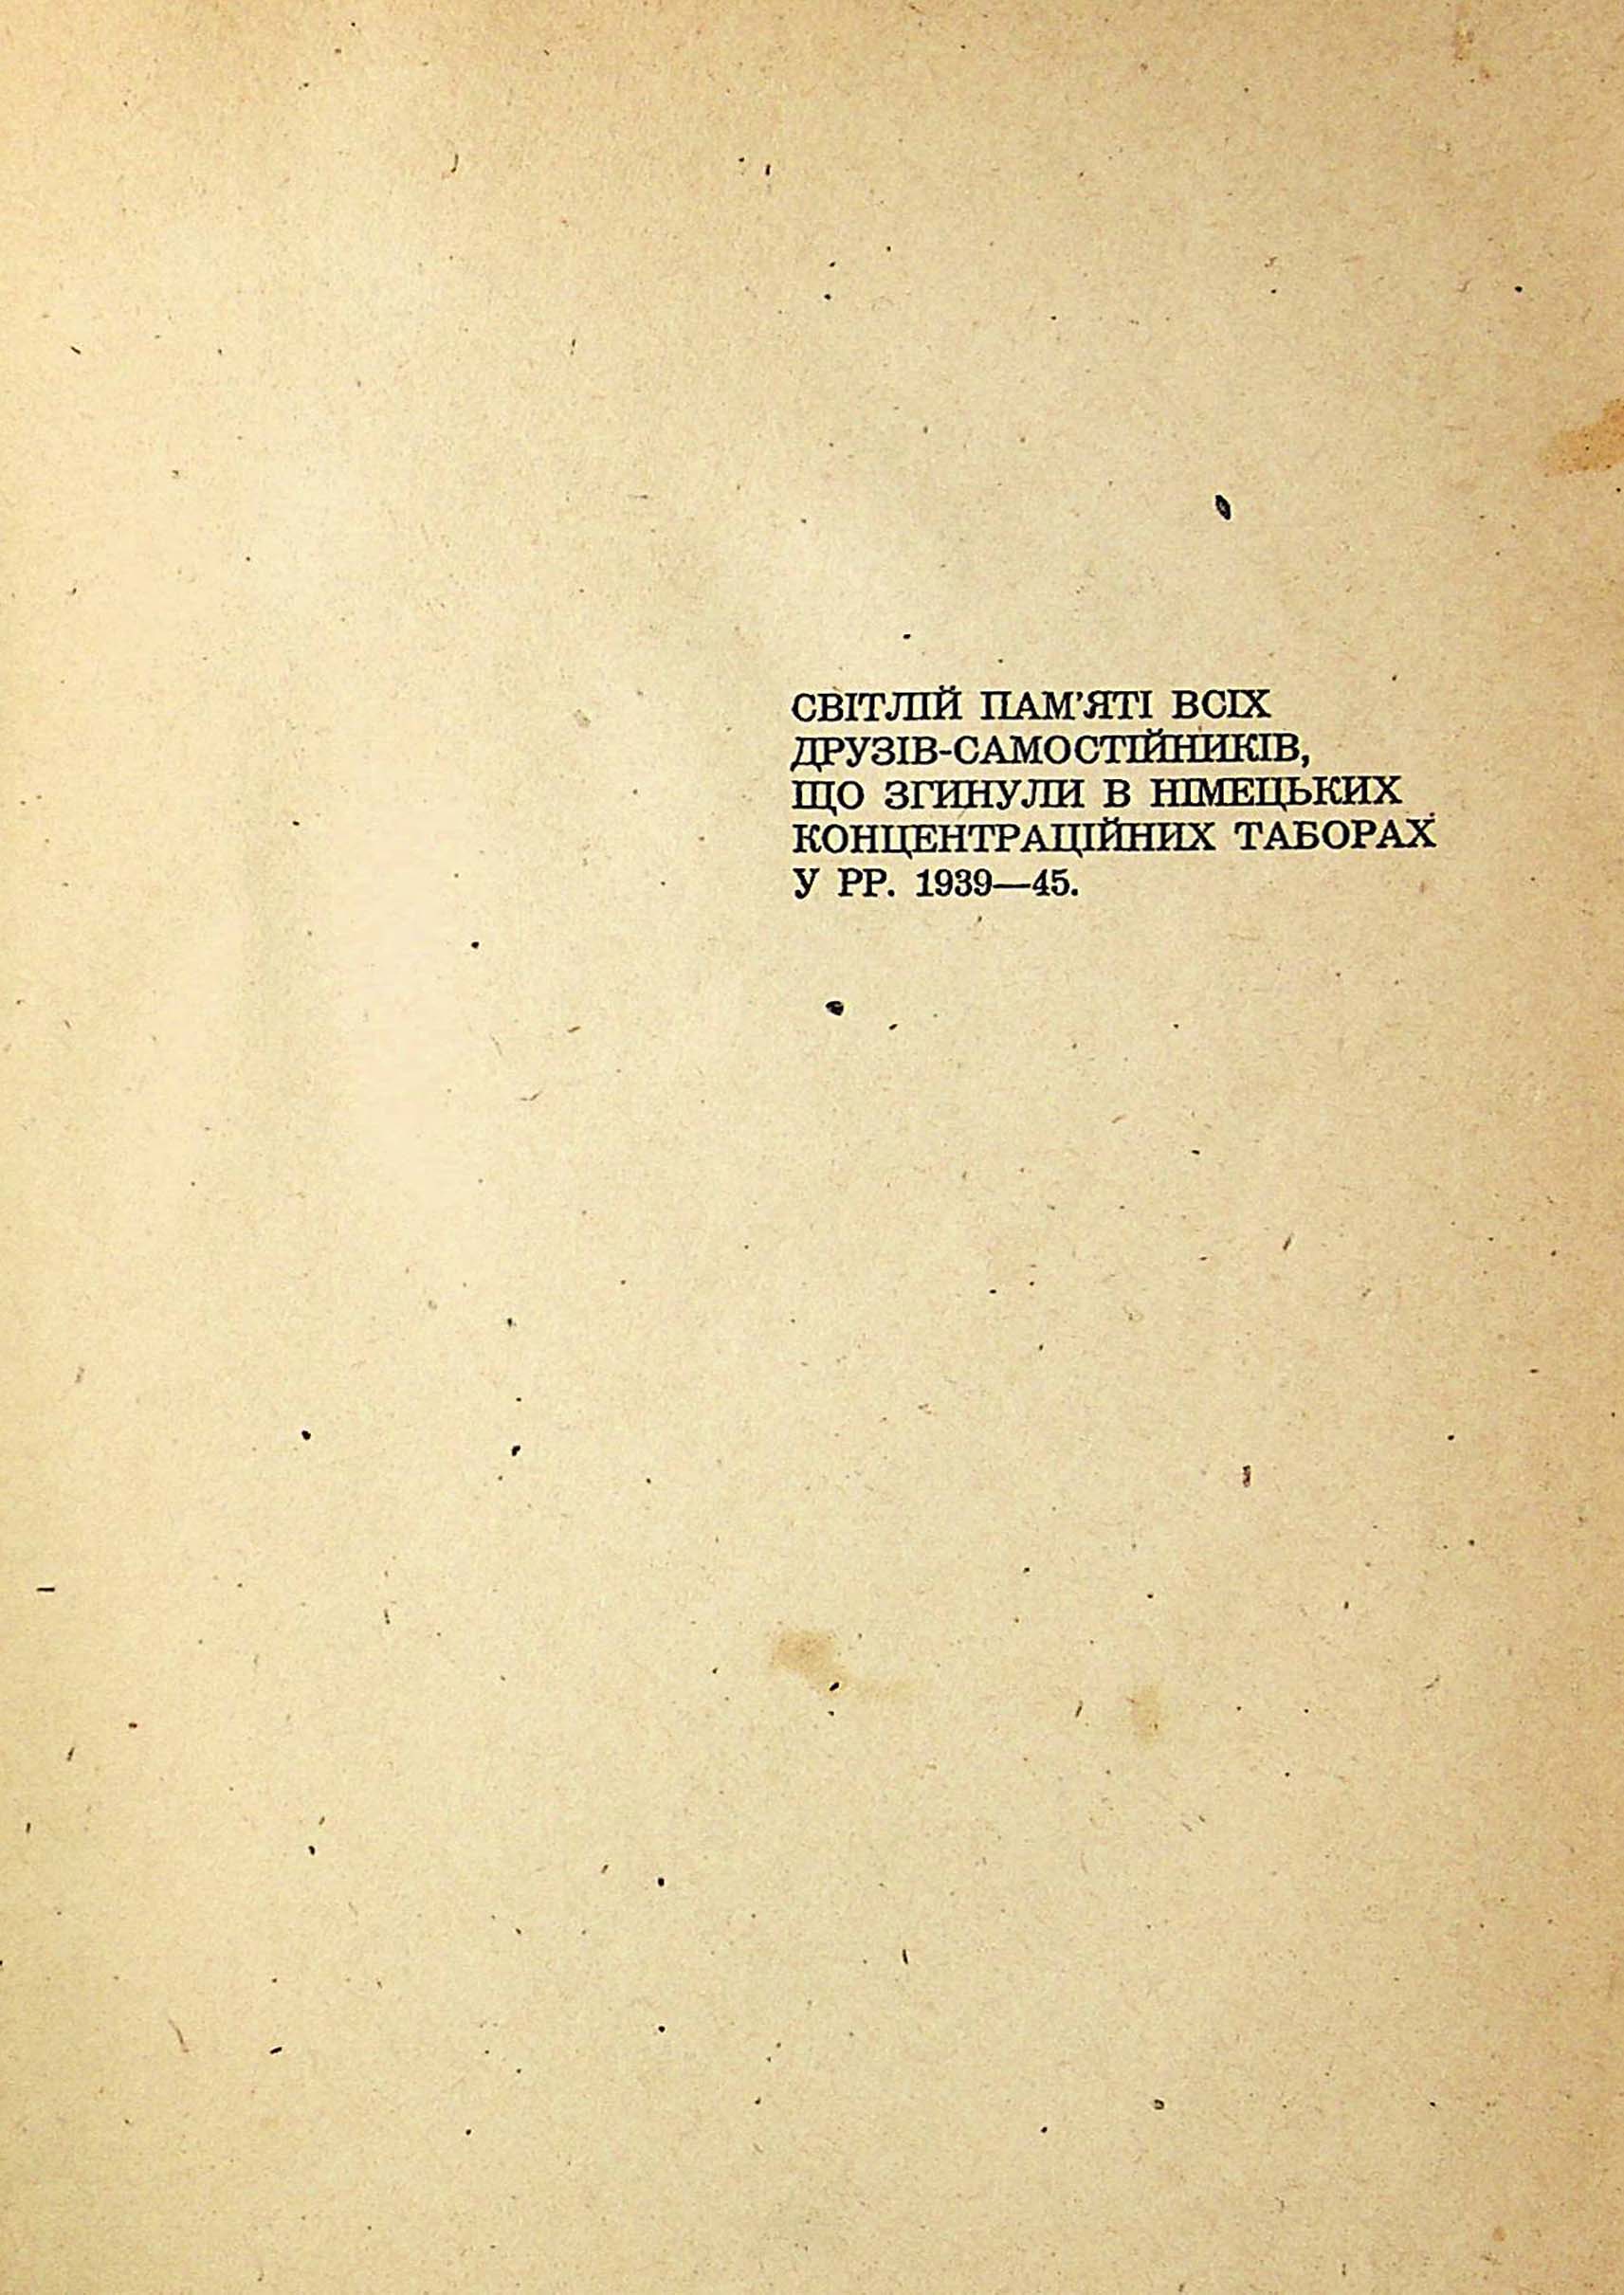 СВІТЛІЙ ПАМ'ЯТІ ВСІХ
ДРУЗІВ-САМОСТІЙНИКІВ,
ЩО ЗГИНУЛИ В НІМЕЦЬКИХ
КОНЦЕНТРАЦІЙНИХ ТАБОРАХ
У РР. 1939—45.